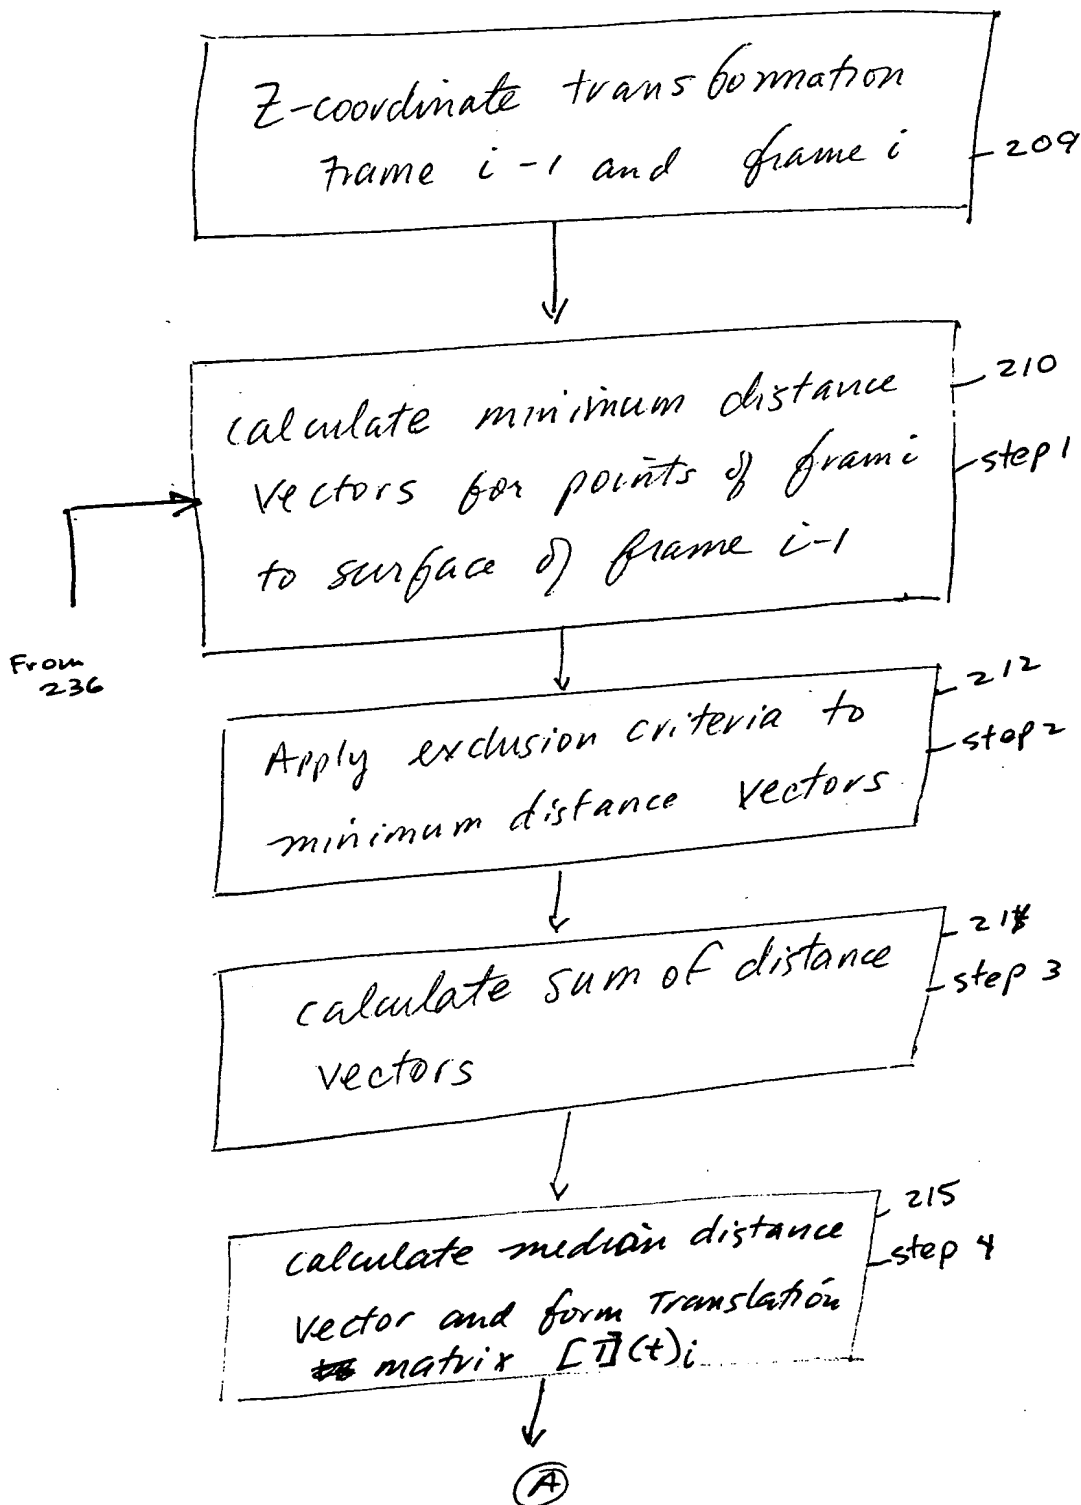 Z-coordinate transformation
frame i-1 and frame i
209
calculate minimum distance
vectors for points of fram i
to surface of frame i-1
210
step 1
From
236
Apply exclusion criteria to
minimum distance vectors
212
step 2
calculate sum of distance
vectors
214
step 3
calculate median distance
vector and form Translation
matrix [T](t)i
215
step 4
A